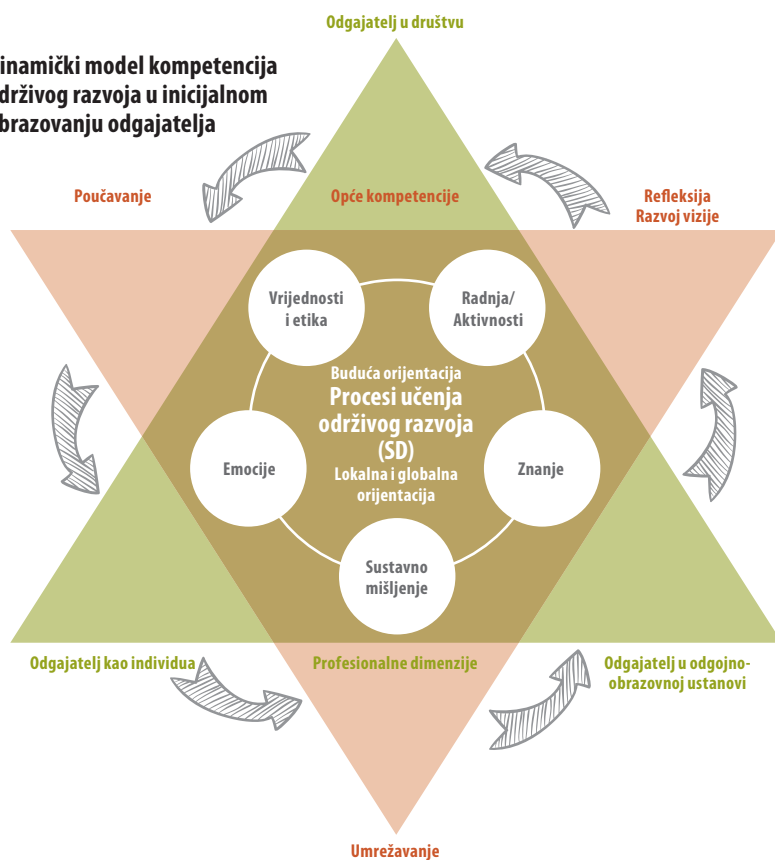 Odgajatelj u društvu
inamički model kompetencija
drživog razvoja u inicijalnom
brazovanju odgajatelja
Poučavanje
Opće kompetencije
Refleksija
Razvoj vizije
Vrijednosti
i etika
Radnja/
Aktivnosti
Buduća orijentacija
Procesi učenja
održivog razvoja
(SD)
Lokalna i globalna
orijentacija
Emocije
Znanje
Sustavno
mišljenje
Odgajatelj kao individua
Profesionalne dimenzije
Odgajatelj u odgojno-
obrazovnoj ustanovi
Umrežavanje